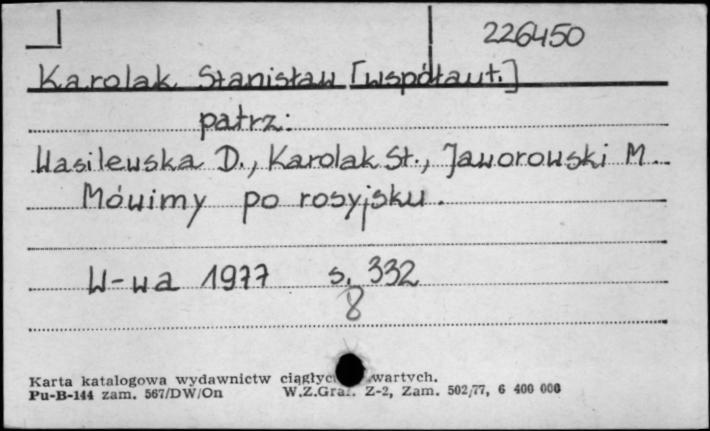 226450
Karolak Stanisław [współaut.]
patrz:
Wasilewska D., Karolak St., Jaworowski M.
Mówimy po rosyjsku.
W-wa 1977 s. 332
8
Karta katalogowa wydawnictw
Pu-B-144 zam. 567/DW/On W.Z.Graf. Z-2, Zam. 502/77, 6 400 000